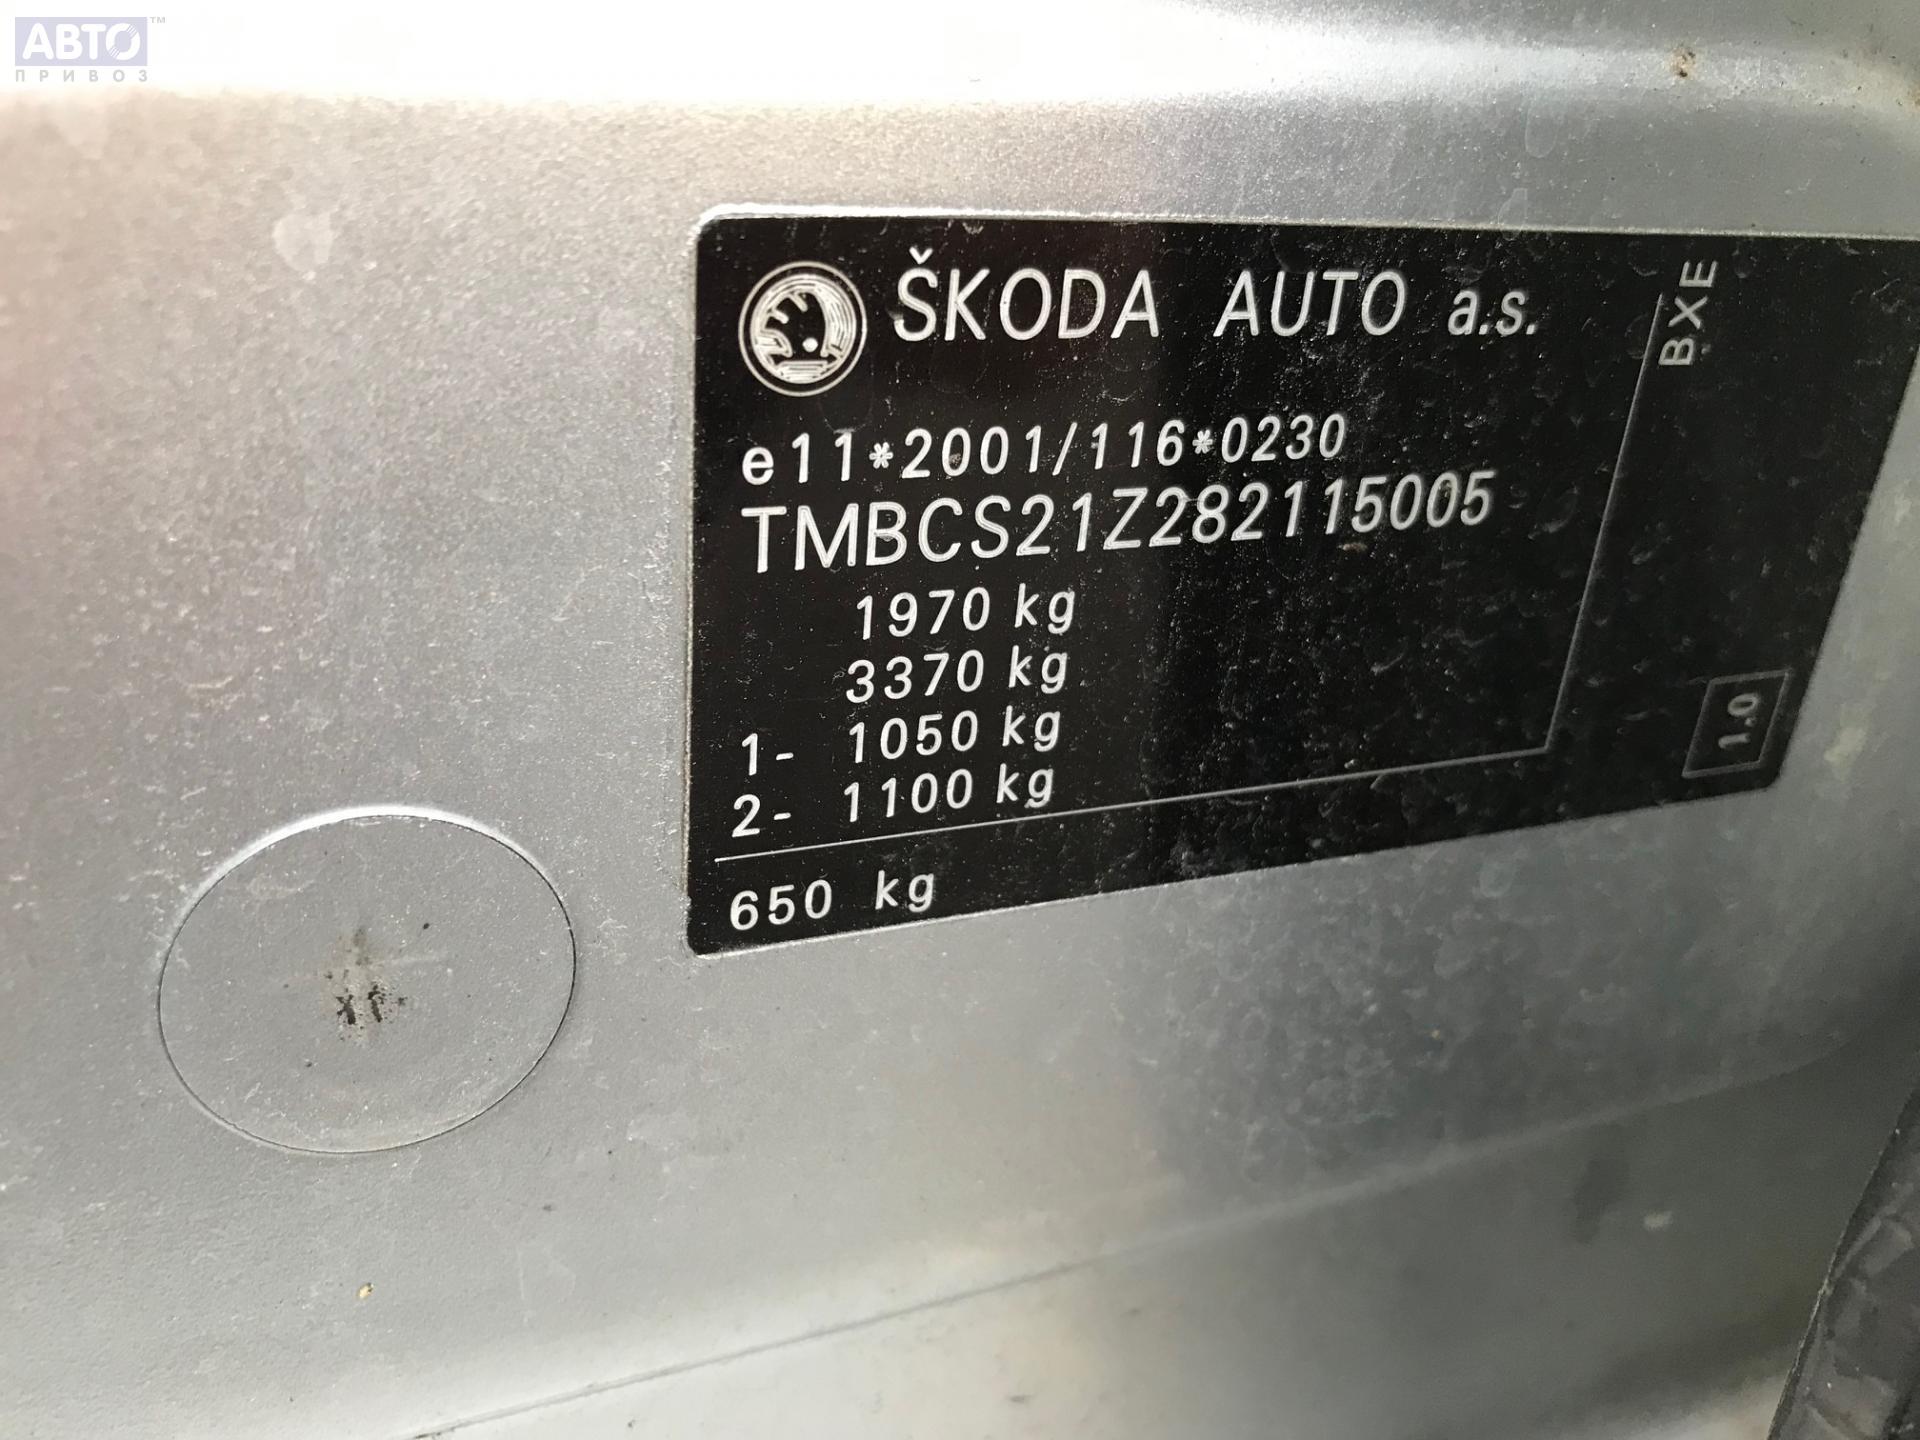 АВТО™
ПРИВОЗ
ŠKODA AUTO a.s.
BXE
e11*2001/116*0230
TMBCS21Z282115005
1970 kg
3370 kg
1- 1050 kg
2- 1100 kg
650 kg
1.0